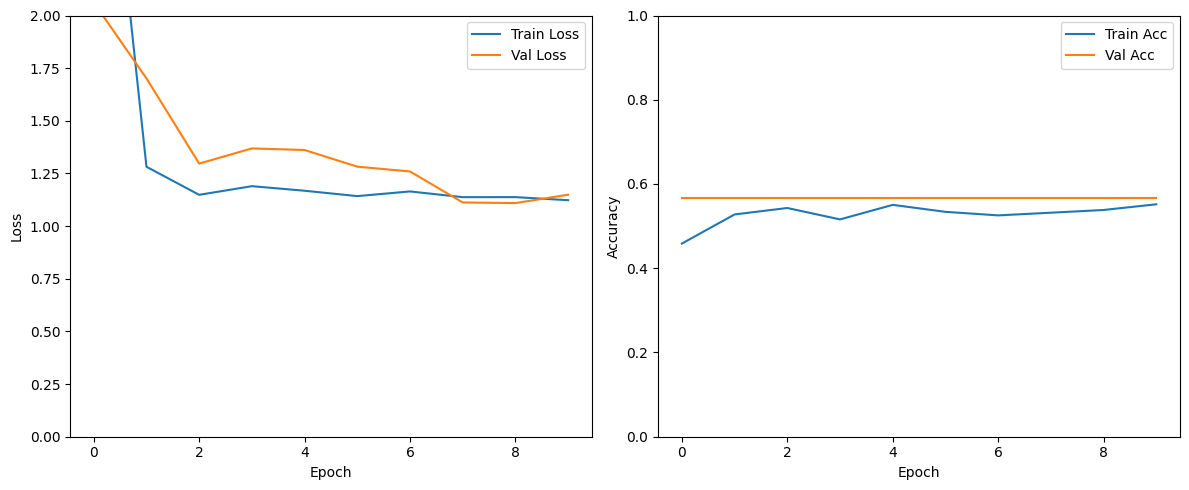 2.00
1.75
1.50
1.25
1.00
0.75
0.50
0.25
0.00
Loss
0 2 4 6 8
Epoch
Train Loss
Val Loss
1.0
0.8
0.6
0.4
0.2
0.0
Accuracy
0 2 4 6 8
Epoch
Train Acc
Val Acc